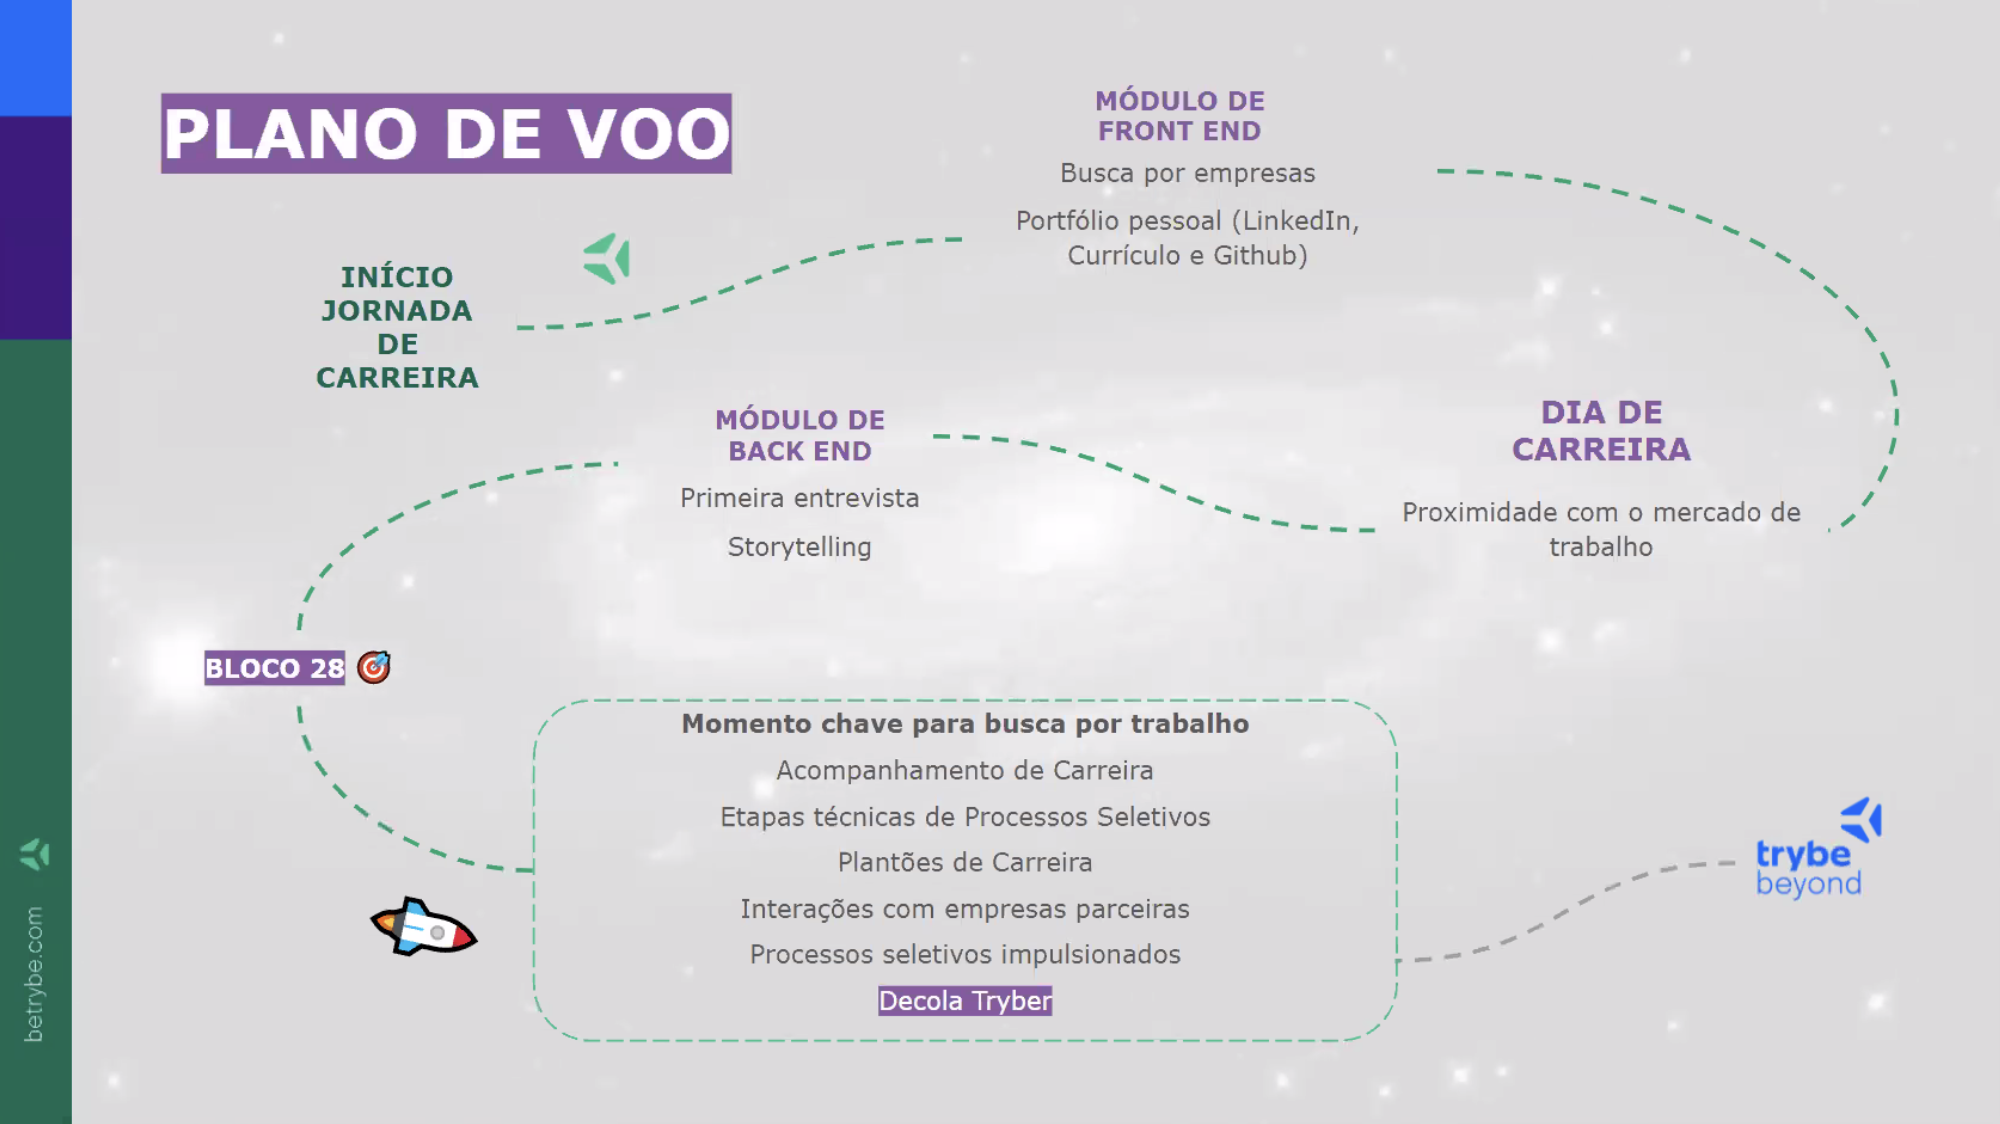 PLANO DE VOO
INÍCIO
JORNADA
DE
CARREIRA
MÓDULO DE
FRONT END
Busca por empresas
Portfólio pessoal (LinkedIn,
Currículo e Github)
DIA DE
CARREIRA
Proximidade com o mercado de
trabalho
MÓDULO DE
BACK END
Primeira entrevista
Storytelling
BLOCO 28
Momento chave para busca por trabalho
Acompanhamento de Carreira
Etapas técnicas de Processos Seletivos
Plantões de Carreira
Interações com empresas parceiras
Processos seletivos impulsionados
Decola Tryber
trybe
beyond
betrybe.com